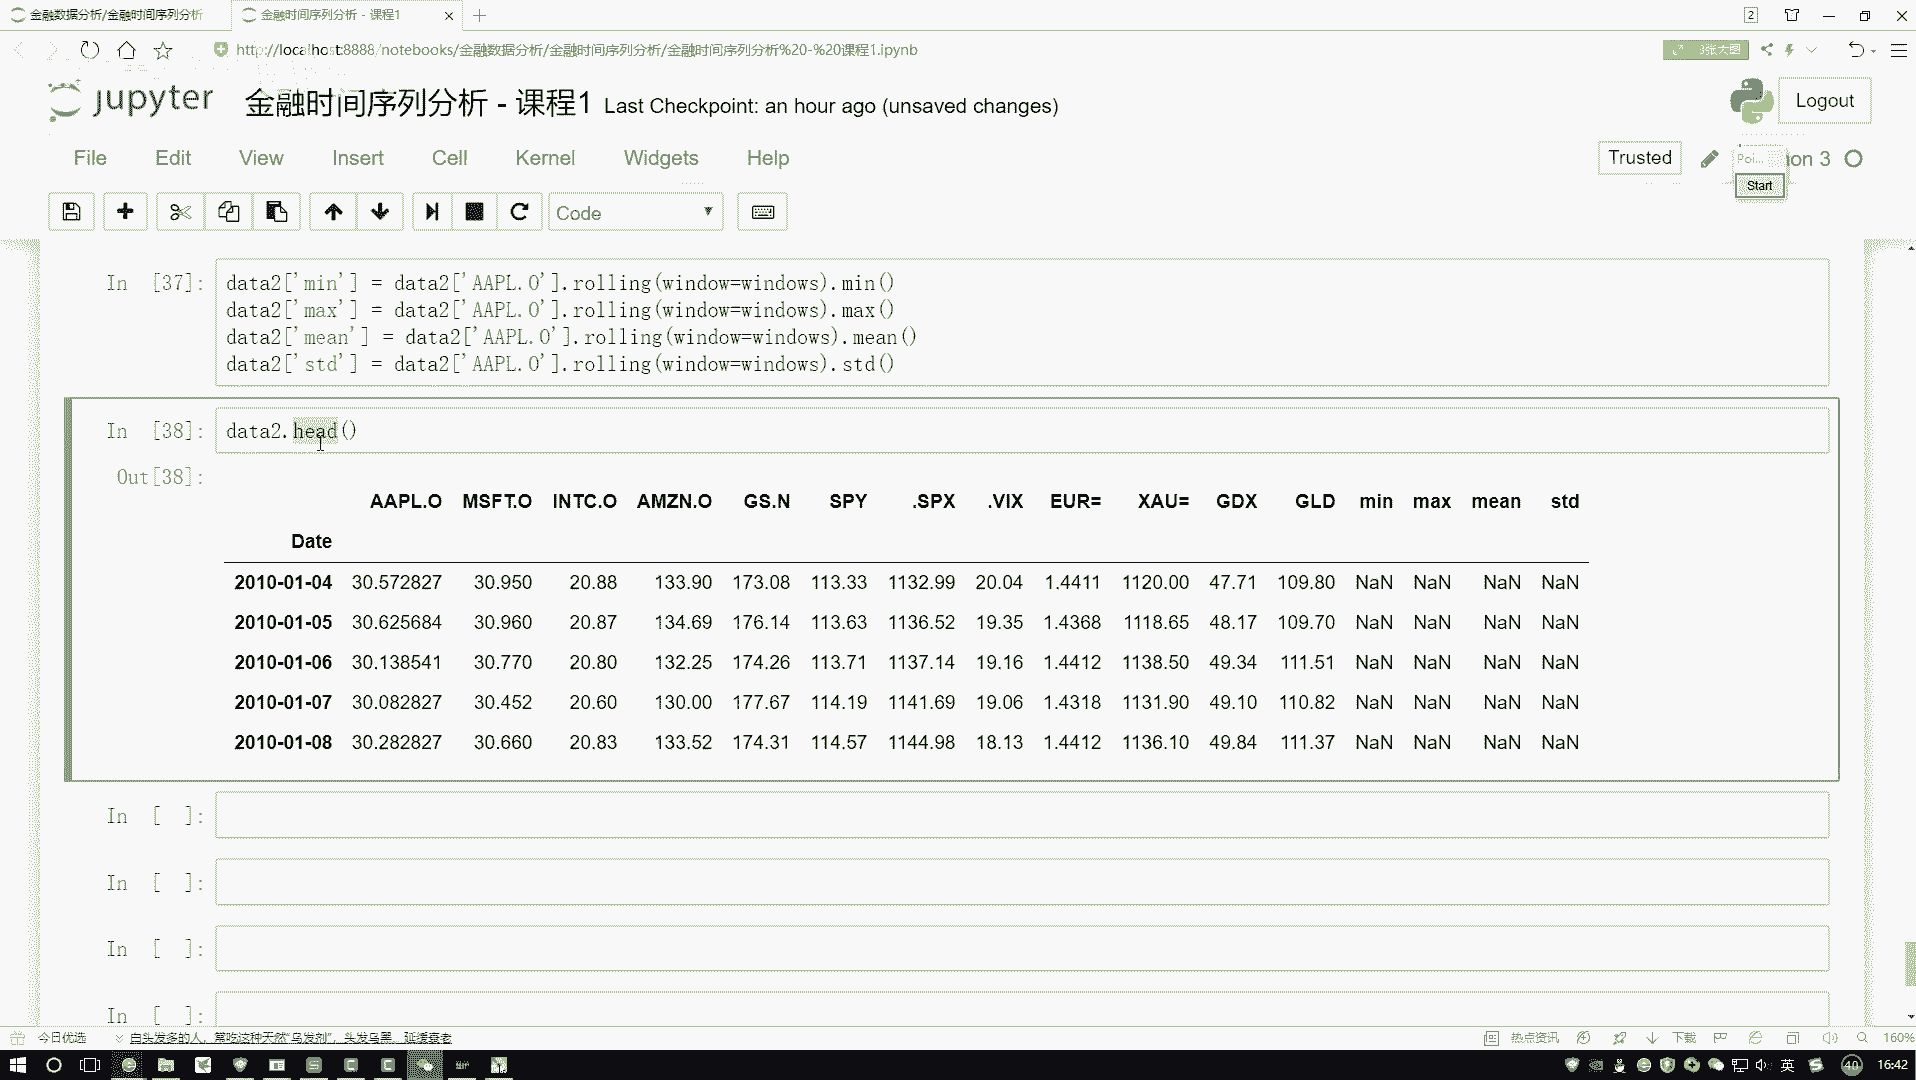 金融数据分析/金融时间序列分析
金融时间序列分析 - 课程1
2
http://localhost:8888/notebooks/金融数据分析/金融时间序列分析/金融时间序列分析%20-%20课程1.ipynb
3张大图
jupyter
金融时间序列分析 - 课程1 Last Checkpoint: an hour ago (unsaved changes)
Logout
File Edit View Insert Cell Kernel Widgets Help
Trusted
Poi...
on 3
Start
Code
In [37]:
data2['min'] = data2['AAPL.O'].rolling(window=windows).min()
data2['max'] = data2['AAPL.O'].rolling(window=windows).max()
data2['mean'] = data2['AAPL.O'].rolling(window=windows).mean()
data2['std'] = data2['AAPL.O'].rolling(window=windows).std()
In [38]:
data2.head()
Out[38]:
AAPL.O MSFT.O INTC.O AMZN.O GS.N SPY .SPX .VIX EUR= XAU= GDX GLD min max mean std
Date
2010-01-04 30.572827 30.950 20.88 133.90 173.08 113.33 1132.99 20.04 1.4411 1120.00 47.71 109.80 NaN NaN NaN NaN
2010-01-05 30.625684 30.960 20.87 134.69 176.14 113.63 1136.52 19.35 1.4368 1118.65 48.17 109.70 NaN NaN NaN NaN
2010-01-06 30.138541 30.770 20.80 132.25 174.26 113.71 1137.14 19.16 1.4412 1138.50 49.34 111.51 NaN NaN NaN NaN
2010-01-07 30.082827 30.452 20.60 130.00 177.67 114.19 1141.69 19.06 1.4318 1131.90 49.10 110.82 NaN NaN NaN NaN
2010-01-08 30.282827 30.660 20.83 133.52 174.31 114.57 1144.98 18.13 1.4412 1136.10 49.84 111.37 NaN NaN NaN NaN
In [ ]:
In [ ]:
In [ ]:
In [ ]:
今日优选
白头发多的人，常吃这种天然"乌发剂"，头发乌黑，延缓衰老
热点资讯
下载
160%
英
40
16:42